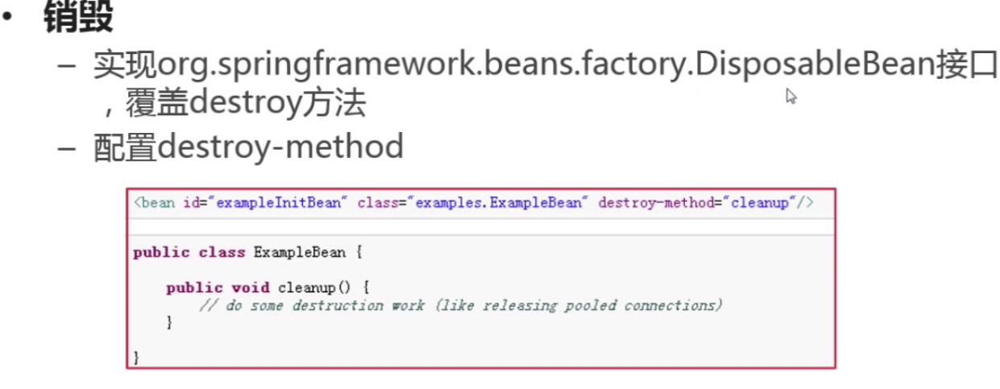 • 销毁
– 实现org.springframework.beans.factory.DisposableBean接口
，覆盖destroy方法
– 配置destroy-method
<bean id="exampleInitBean" class="examples.ExampleBean" destroy-method="cleanup"/>
public class ExampleBean {
public void cleanup() {
// do some destruction work (like releasing pooled connections)
}
}